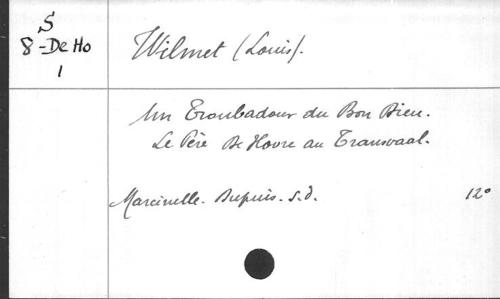 S
8-De Ho
1
Wilmet (Louis).
Un Troubadour du Bon Dieu.
Le Père De Hovre au Transvaal.
Marcinelle. Dupuis. s.d. 12°